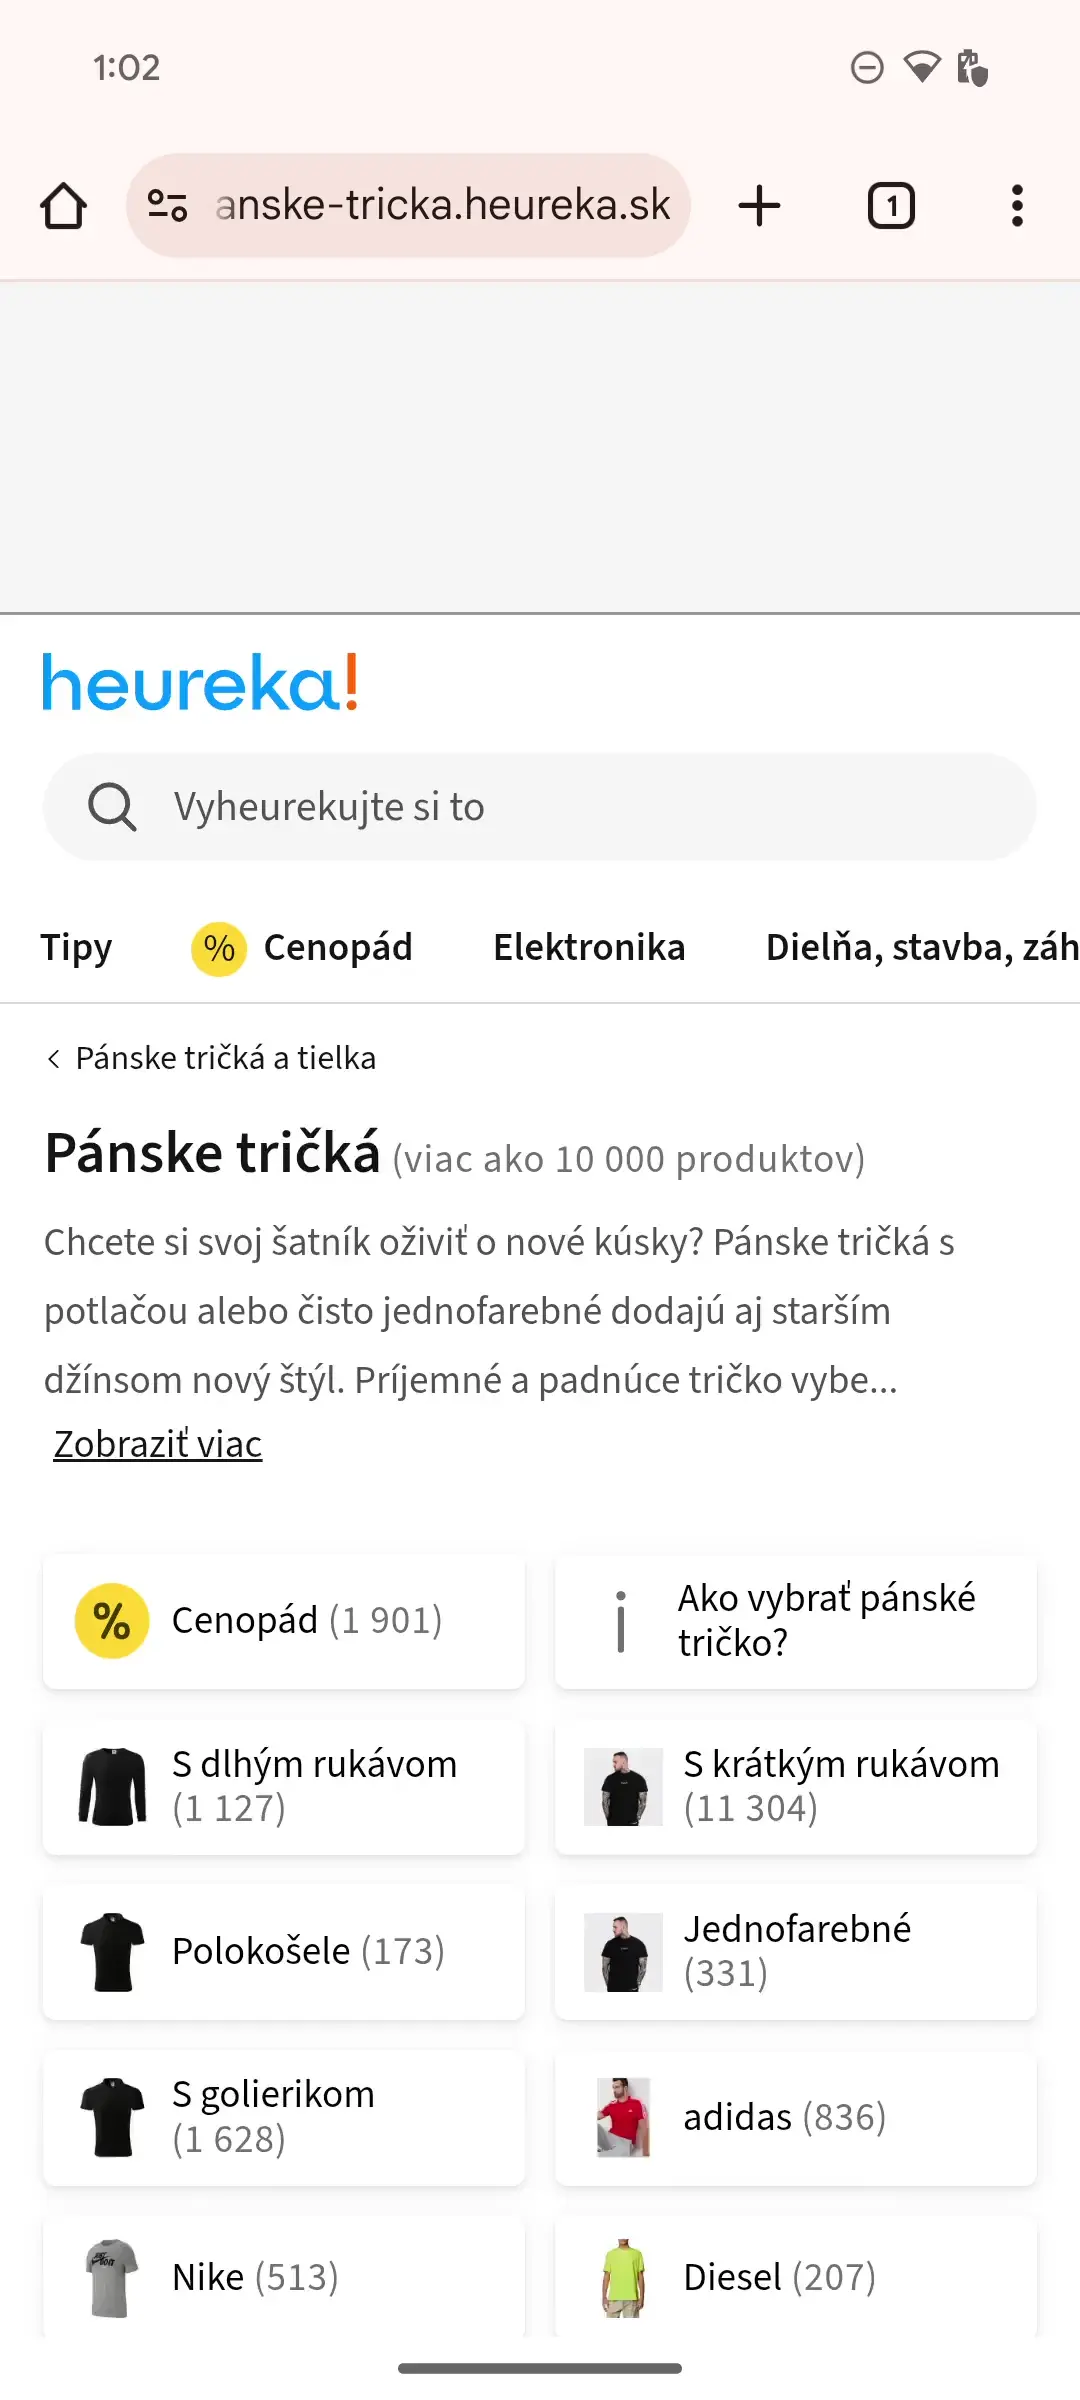 1:02
anske-tricka.heureka.sk
1
heureka!
Vyheurekujte si to
Tipy
% Cenopád
Elektronika
Dielňa, stavba, záh
Pánske tričká a tielka
Pánske tričká (viac ako 10 000 produktov)
Chcete si svoj šatník oživiť o nové kúsky? Pánske tričká s
potlačou alebo čisto jednofarebné dodajú aj starším
džínsom nový štýl. Príjemné a padnúce tričko vybe...
Zobraziť viac
% Cenopád (1 901)
Ako vybrať pánské
tričko?
S dlhým rukávom
(1 127)
S krátkým rukávom
(11 304)
Polokošele (173)
Jednofarebné
(331)
S golierikom
(1 628)
adidas (836)
Nike (513)
Diesel (207)